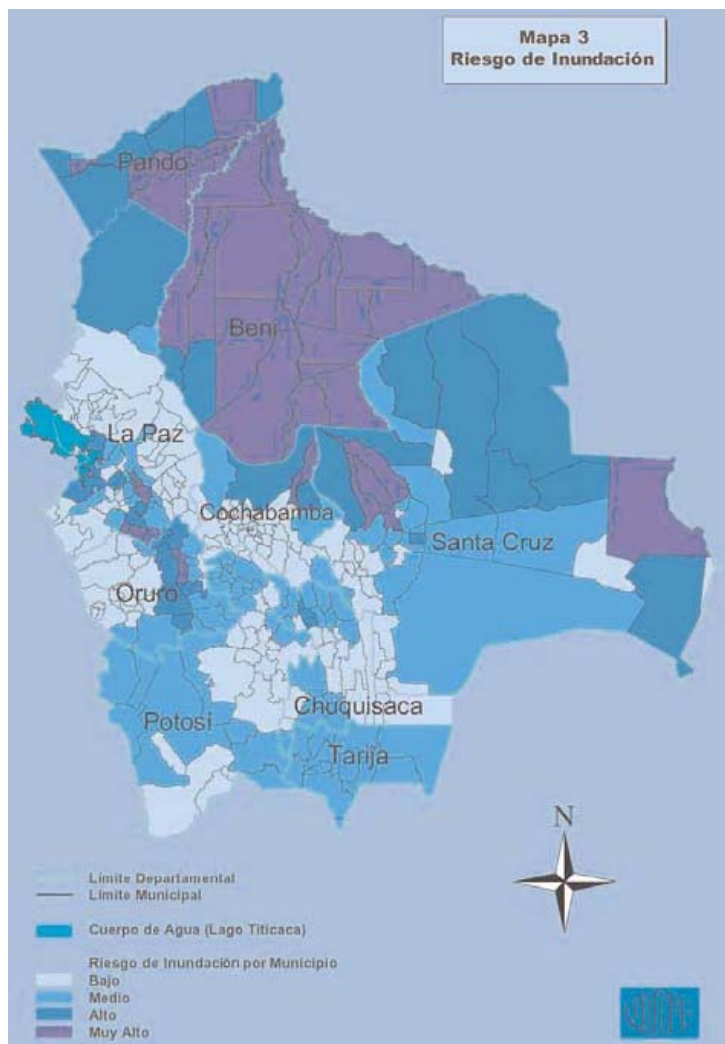 Mapa 3
Riesgo de Inundación
Pando
Beni
La Paz
Cochabamba
Santa Cruz
Oruro
Chuquisaca
Potosí
Tarija
N
Límite Departamental
Límite Municipal
Cuerpo de Agua (Lago Titicaca)
Riesgo de Inundación por Municipio
Bajo
Medio
Alto
Muy Alto